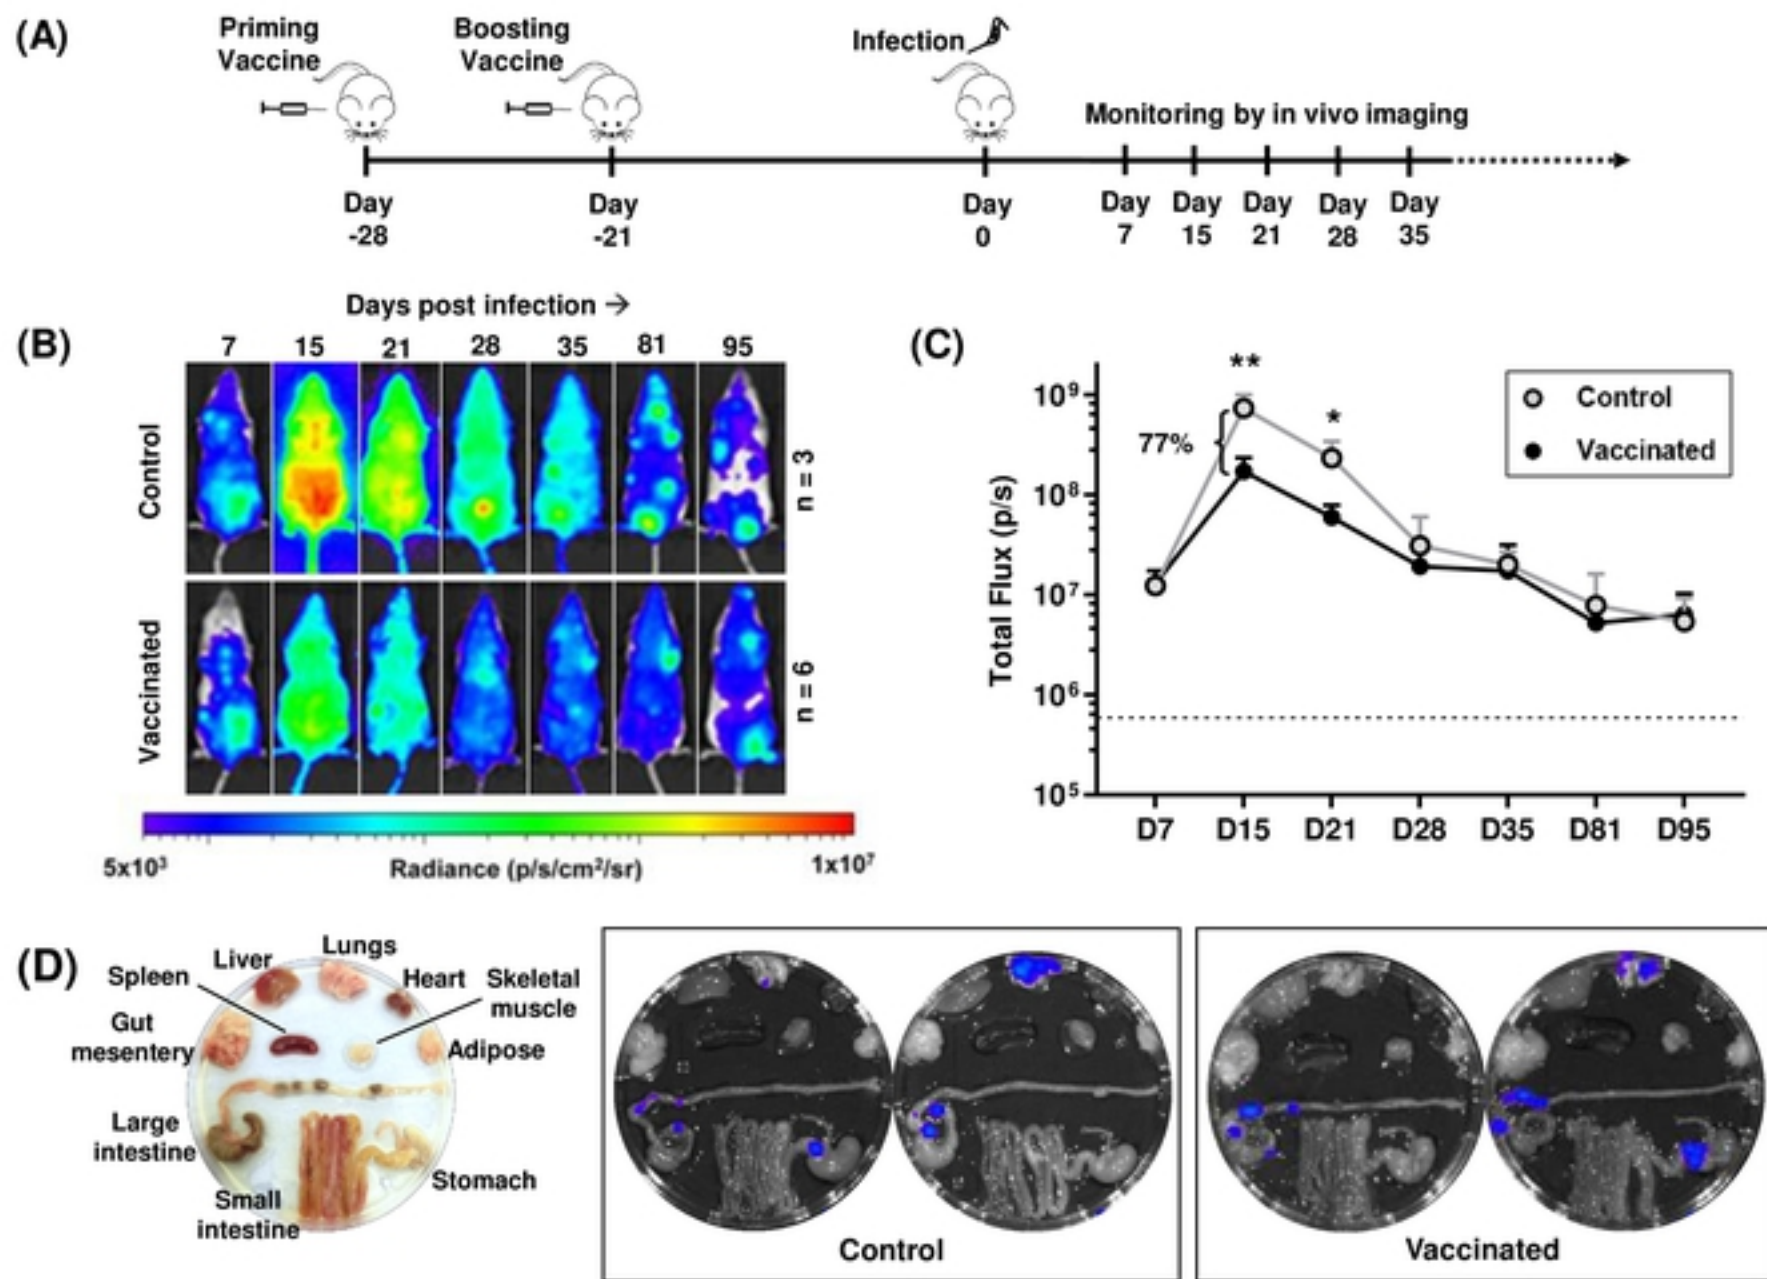 (A)
Priming
Vaccine
Boosting
Vaccine
Infection
Monitoring by in vivo imaging
Day
-28
Day
-21
Day
0
Day
7
Day
15
Day
21
Day
28
Day
35
Days post infection →
(B)
7 15 21 28 35 81 95
Control
n = 3
Vaccinated
n = 6
5x10³
Radiance (p/s/cm²/sr)
1x10⁷
(C)
**
*
77%
Control
Vaccinated
Total Flux (p/s)
10⁹
10⁸
10⁷
10⁶
10⁵
D7 D15 D21 D28 D35 D81 D95
(D)
Lungs
Liver
Spleen
Heart
Skeletal
muscle
Gut
mesentery
Adipose
Large
intestine
Stomach
Small
intestine
Control
Vaccinated